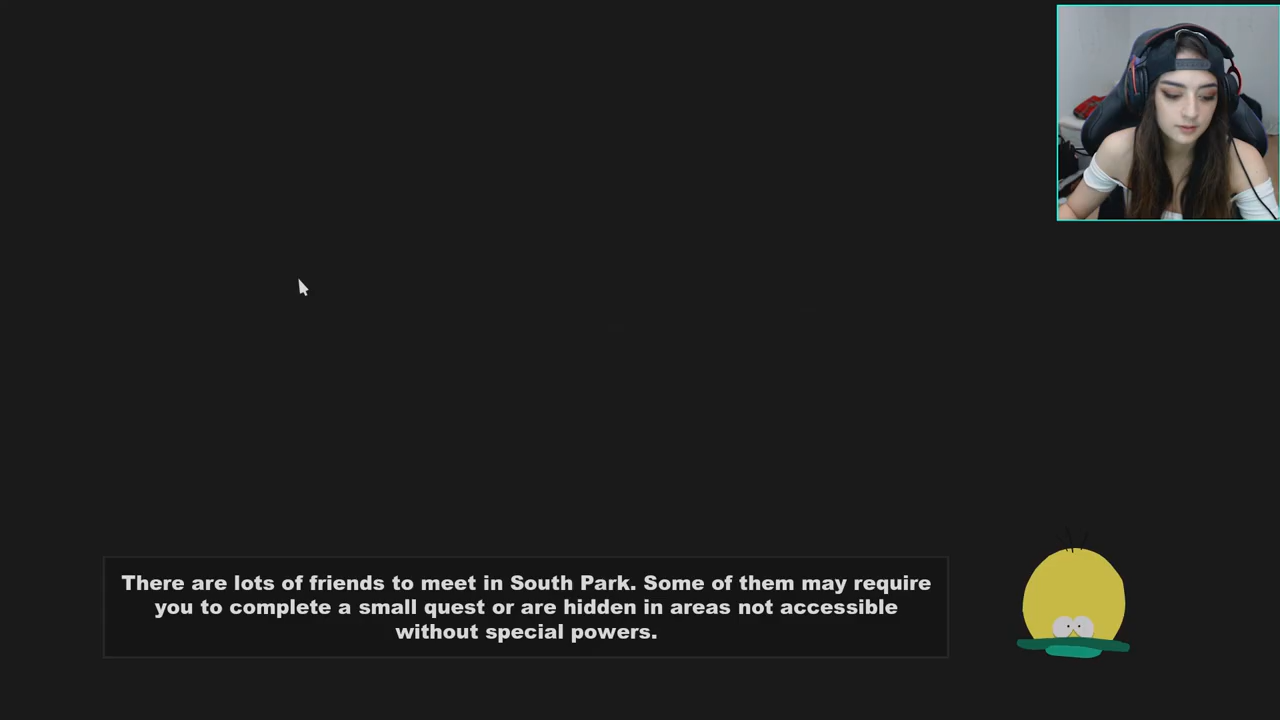 There are lots of friends to meet in South Park. Some of them may require
you to complete a small quest or are hidden in areas not accessible
without special powers.